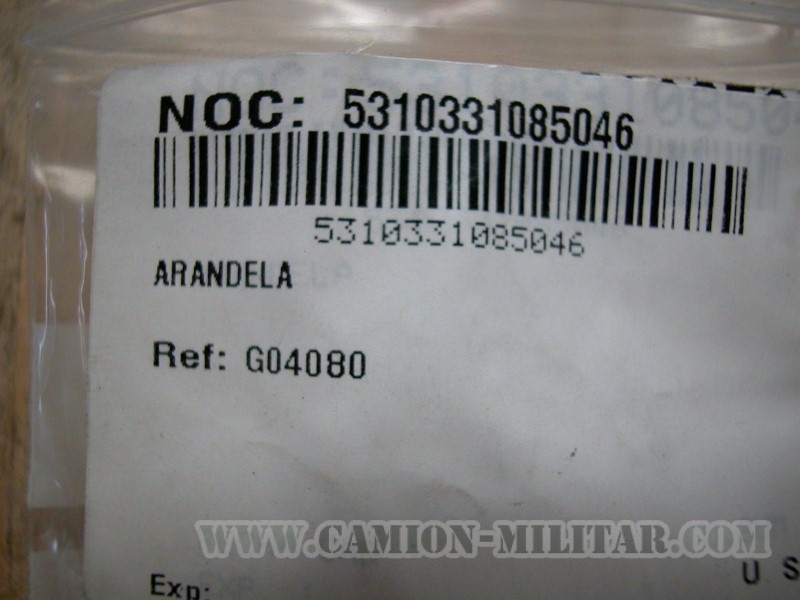 NOC: 5310331085046
5310331085046
ARANDELA
Ref: G04080
WWW.CAMION-MILITAR.COM
Exp:
U S